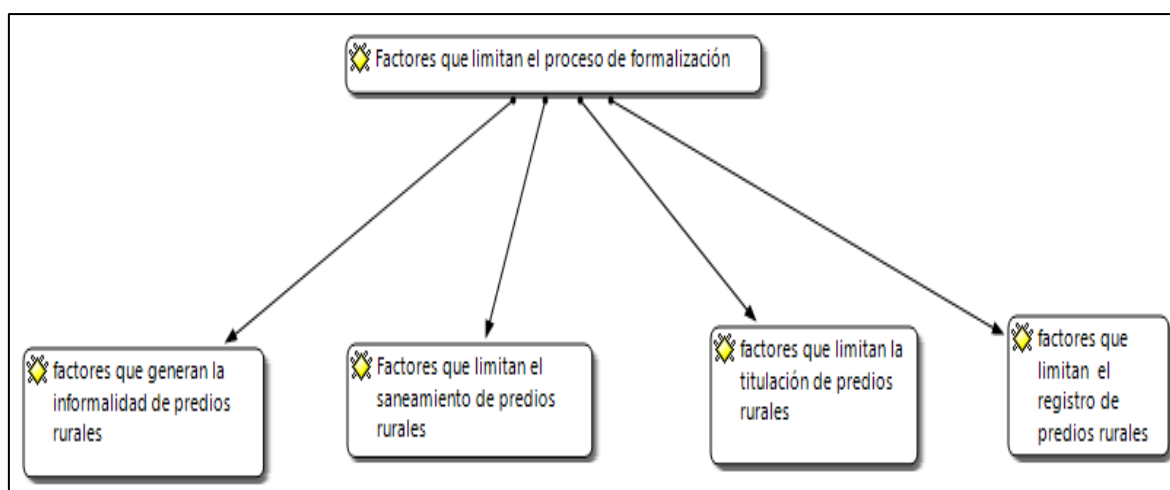 Factores que limitan el proceso de formalización
factores que generan la
informalidad de predios
rurales
Factores que limitan el
saneamiento de predios
rurales
factores que limitan la
titulación de predios
rurales
factores que
limitan el
registro de
predios rurales